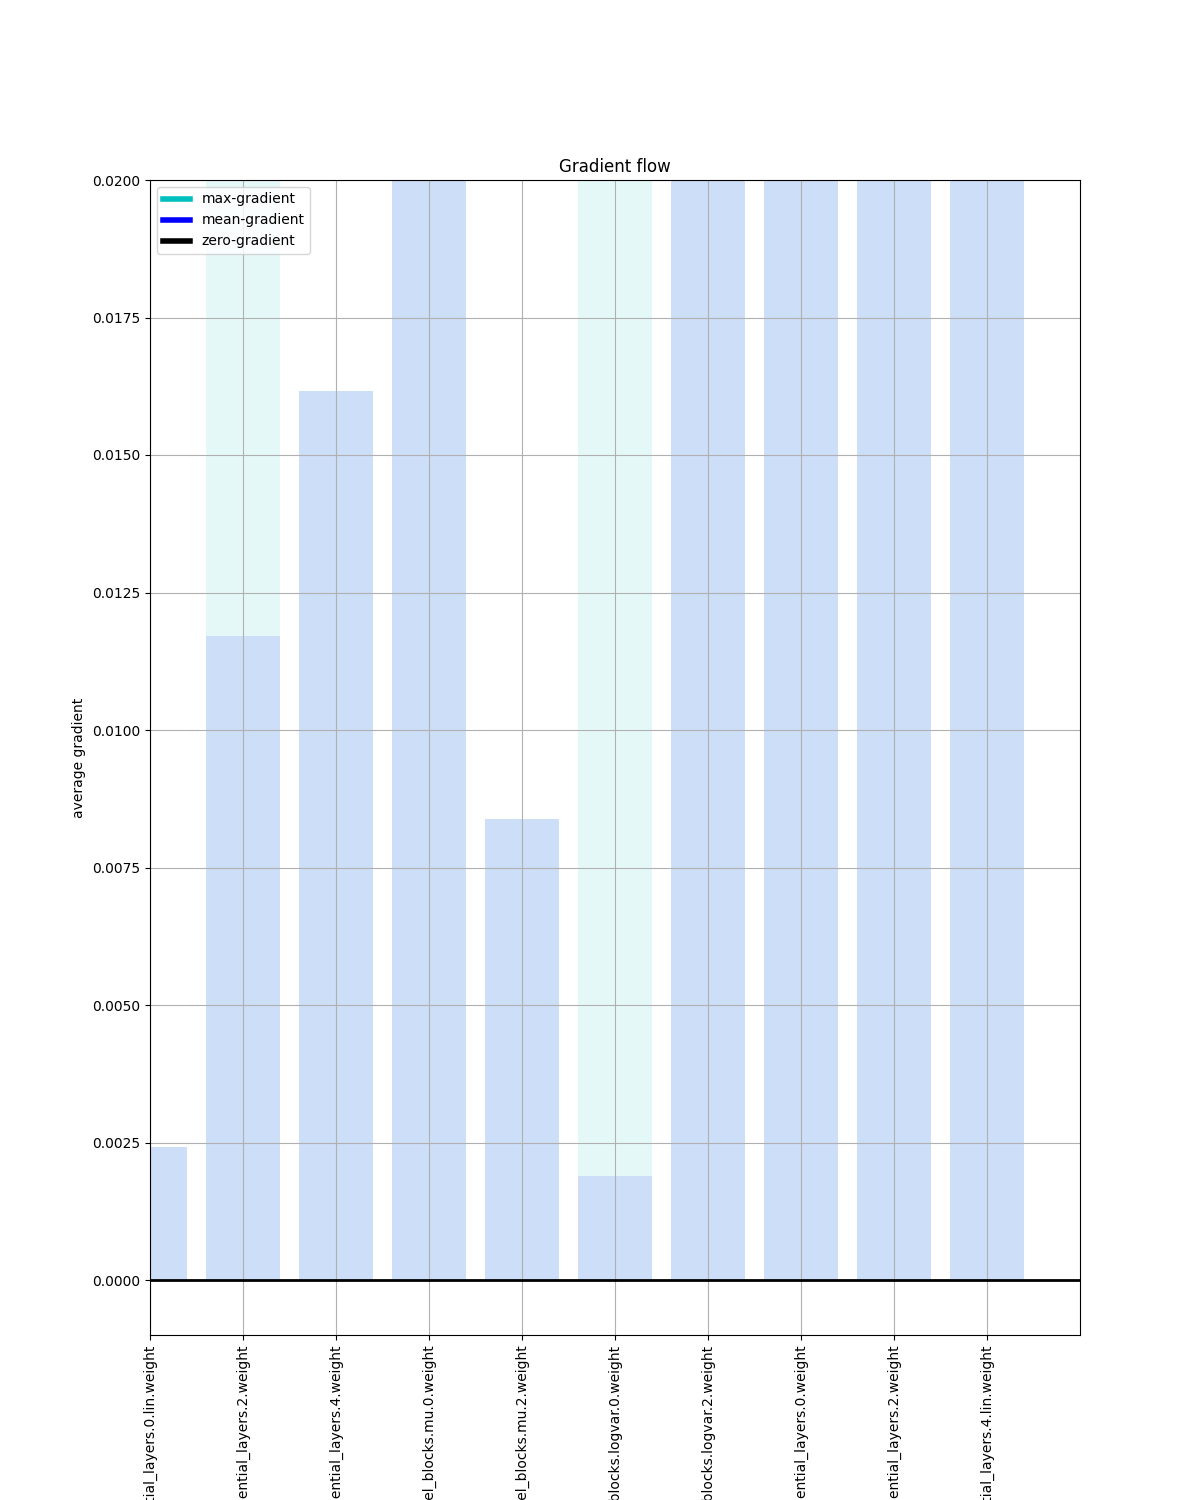 Gradient flow
max-gradient
mean-gradient
zero-gradient
0.0200
0.0175
0.0150
0.0125
0.0100
0.0075
0.0050
0.0025
0.0000
average gradient
tial_layers.0.lin.weight
ential_layers.2.weight
ential_layers.4.weight
el_blocks.mu.0.weight
el_blocks.mu.2.weight
blocks.logvar.0.weight
blocks.logvar.2.weight
ential_layers.0.weight
ential_layers.2.weight
tial_layers.4.lin.weight